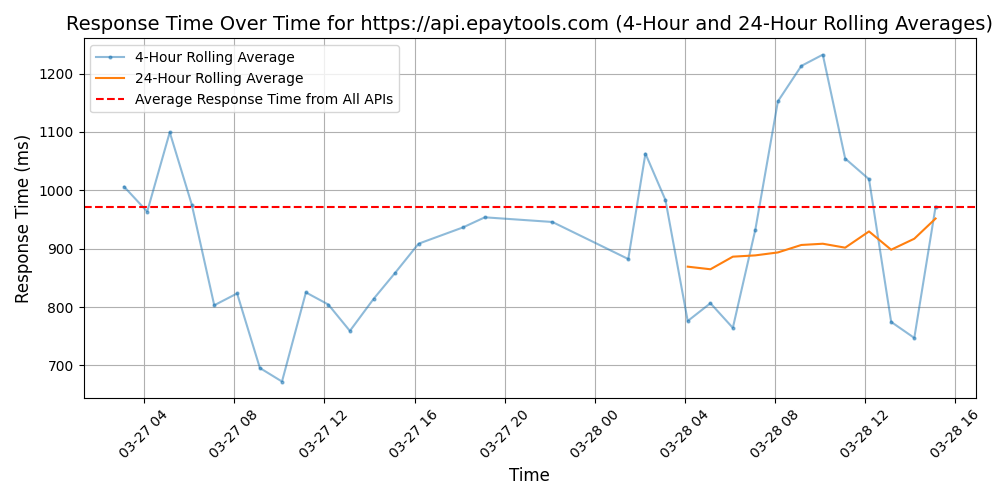 Response Time Over Time for https://api.epaytools.com (4-Hour and 24-Hour Rolling Averages)
4-Hour Rolling Average
24-Hour Rolling Average
Average Response Time from All APIs
Response Time (ms)
1200
1100
1000
900
800
700
03-27 04
03-27 08
03-27 12
03-27 16
03-27 20
03-28 00
03-28 04
03-28 08
03-28 12
03-28 16
Time